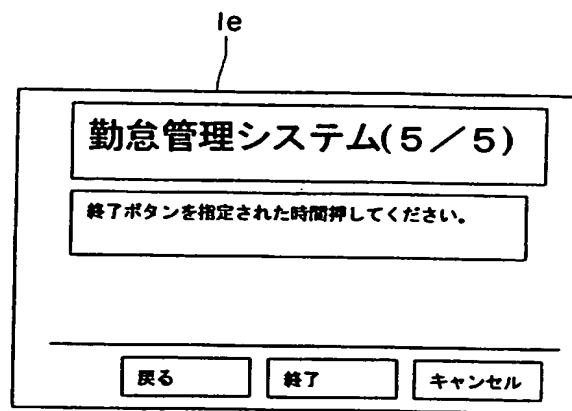 1e
勤怠管理システム(5／5)
終了ボタンを指定された時間押してください。
戻る 終了 キャンセル